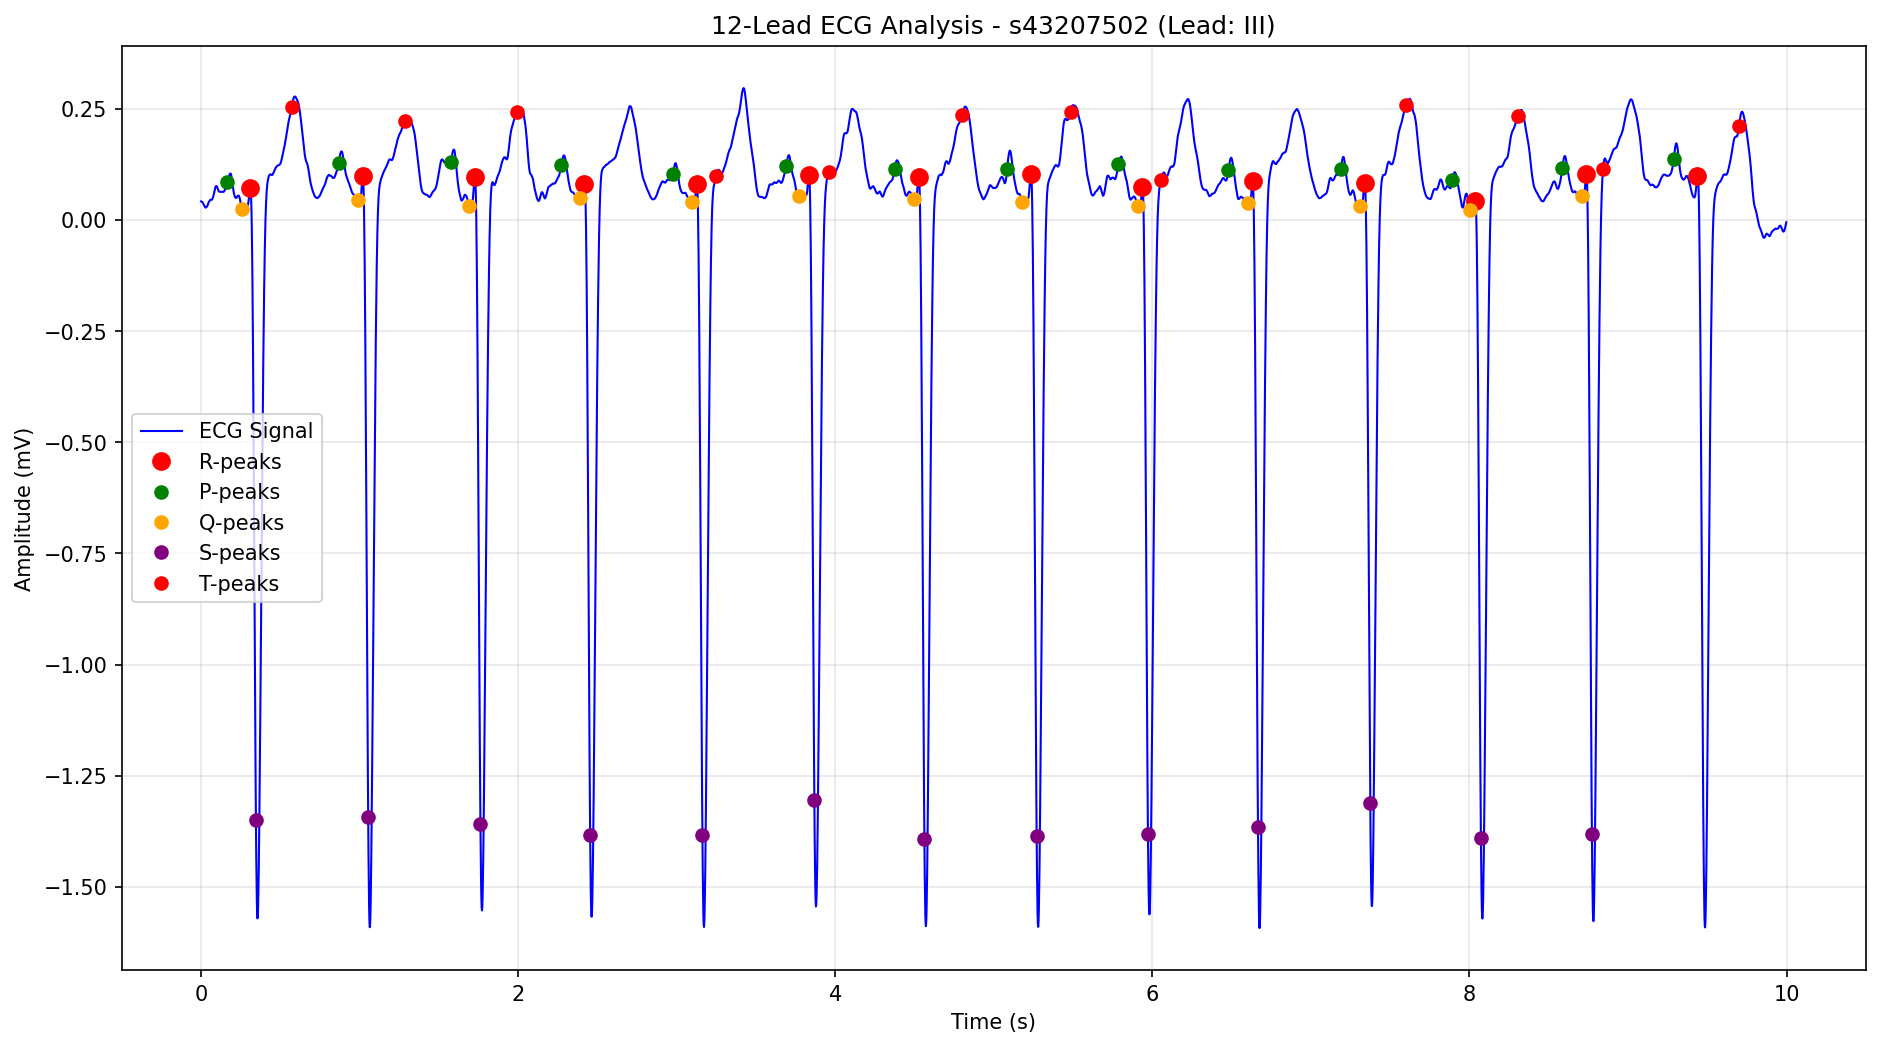 12-Lead ECG Analysis - s43207502 (Lead: III)
Amplitude (mV)
0.25
0.00
−0.25
−0.50
−0.75
−1.00
−1.25
−1.50
ECG Signal
R-peaks
P-peaks
Q-peaks
S-peaks
T-peaks
0 2 4 6 8 10
Time (s)